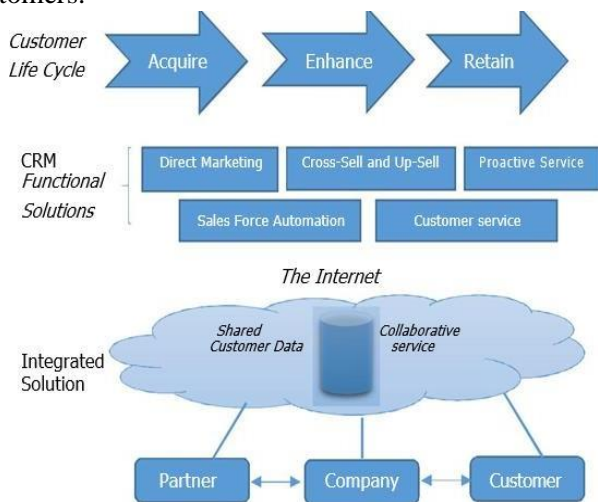 tomers.
Customer
Life Cycle
Acquire
Enhance
Retain
CRM
Functional
Solutions
Direct Marketing
Cross-Sell and Up-Sell
Proactive Service
Sales Force Automation
Customer service
The Internet
Shared
Customer Data
Collaborative
service
Integrated
Solution
Partner
Company
Customer